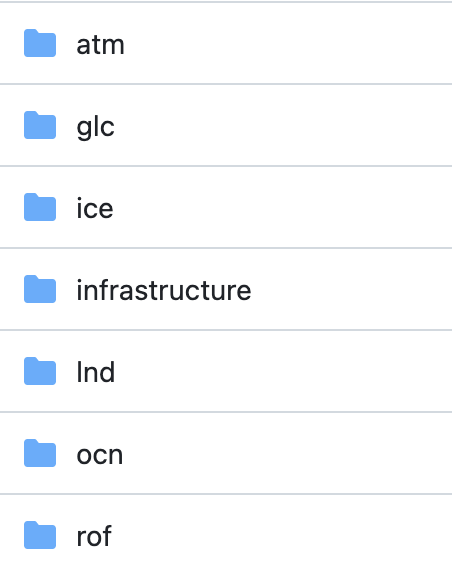 atm
glc
ice
infrastructure
lnd
ocn
rof